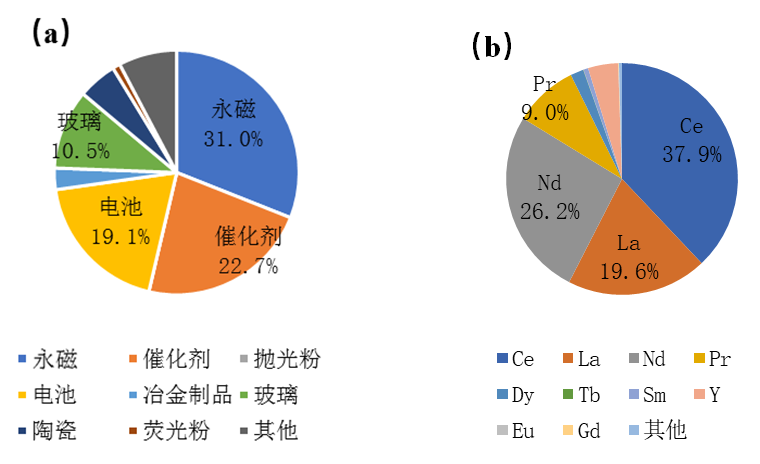 (a)
永磁
31.0%
催化剂
22.7%
电池
19.1%
玻璃
10.5%
永磁 催化剂 抛光粉
电池 冶金制品 玻璃
陶瓷 荧光粉 其他
(b)
Ce
37.9%
La
19.6%
Nd
26.2%
Pr
9.0%
Ce La Nd Pr
Dy Tb Sm Y
Eu Gd 其他